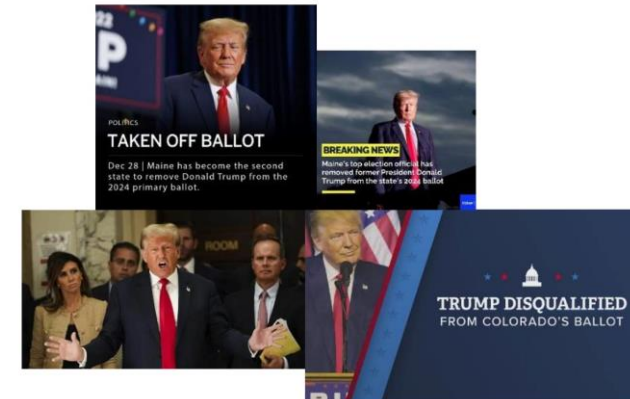 22
P
POLITICS
TAKEN OFF BALLOT
Dec 28 | Maine has become the second
state to remove Donald Trump from the
2024 primary ballot.
BREAKING NEWS
Maine's top election official has
removed former President Donald
Trump from the state's 2024 ballot
ROOM
TRUMP DISQUALIFIED
FROM COLORADO'S BALLOT